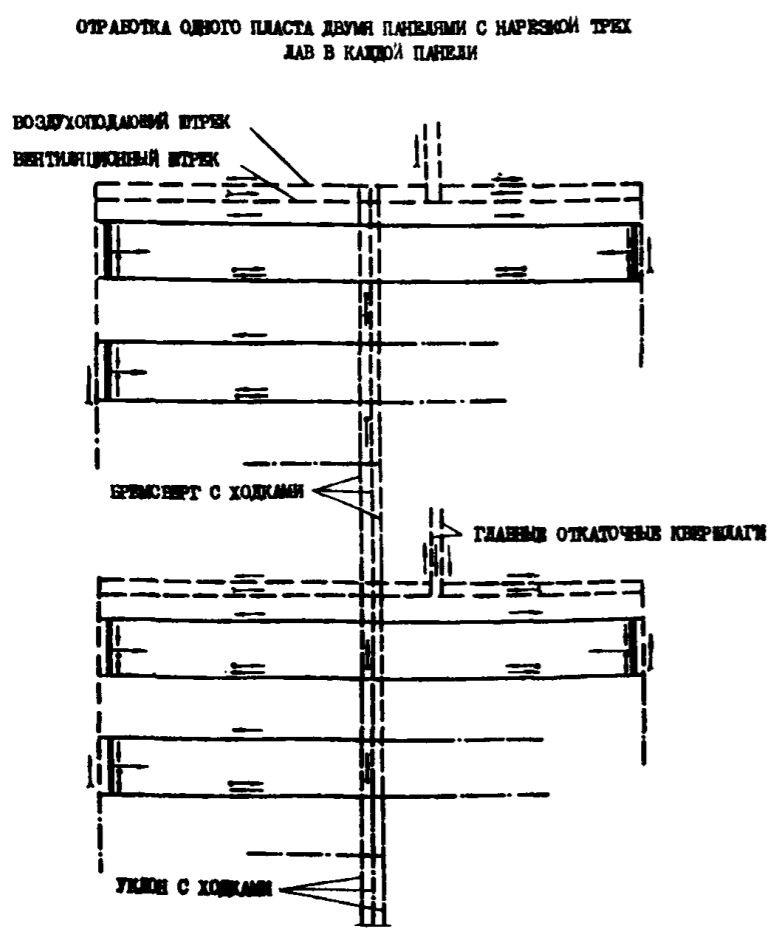 ОТРАБОТКА ОДНОГО ПЛАСТА ДВУМЯ ПАНЕЛЯМИ С НАРЕЗКОЙ ТРЕХ
ЛАВ В КАЖДОЙ ПАНЕЛИ
ВОЗДУХОПОДАЮЩИЙ ШТРЕК
ВЕНТИЛЯЦИОННЫЙ ШТРЕК
БРЕМСБЕРГ С ХОДКАМИ
ГЛАВНЫЕ ОТКАТОЧНЫЕ КВЕРШЛАГИ
УКЛОН С ХОДКАМИ